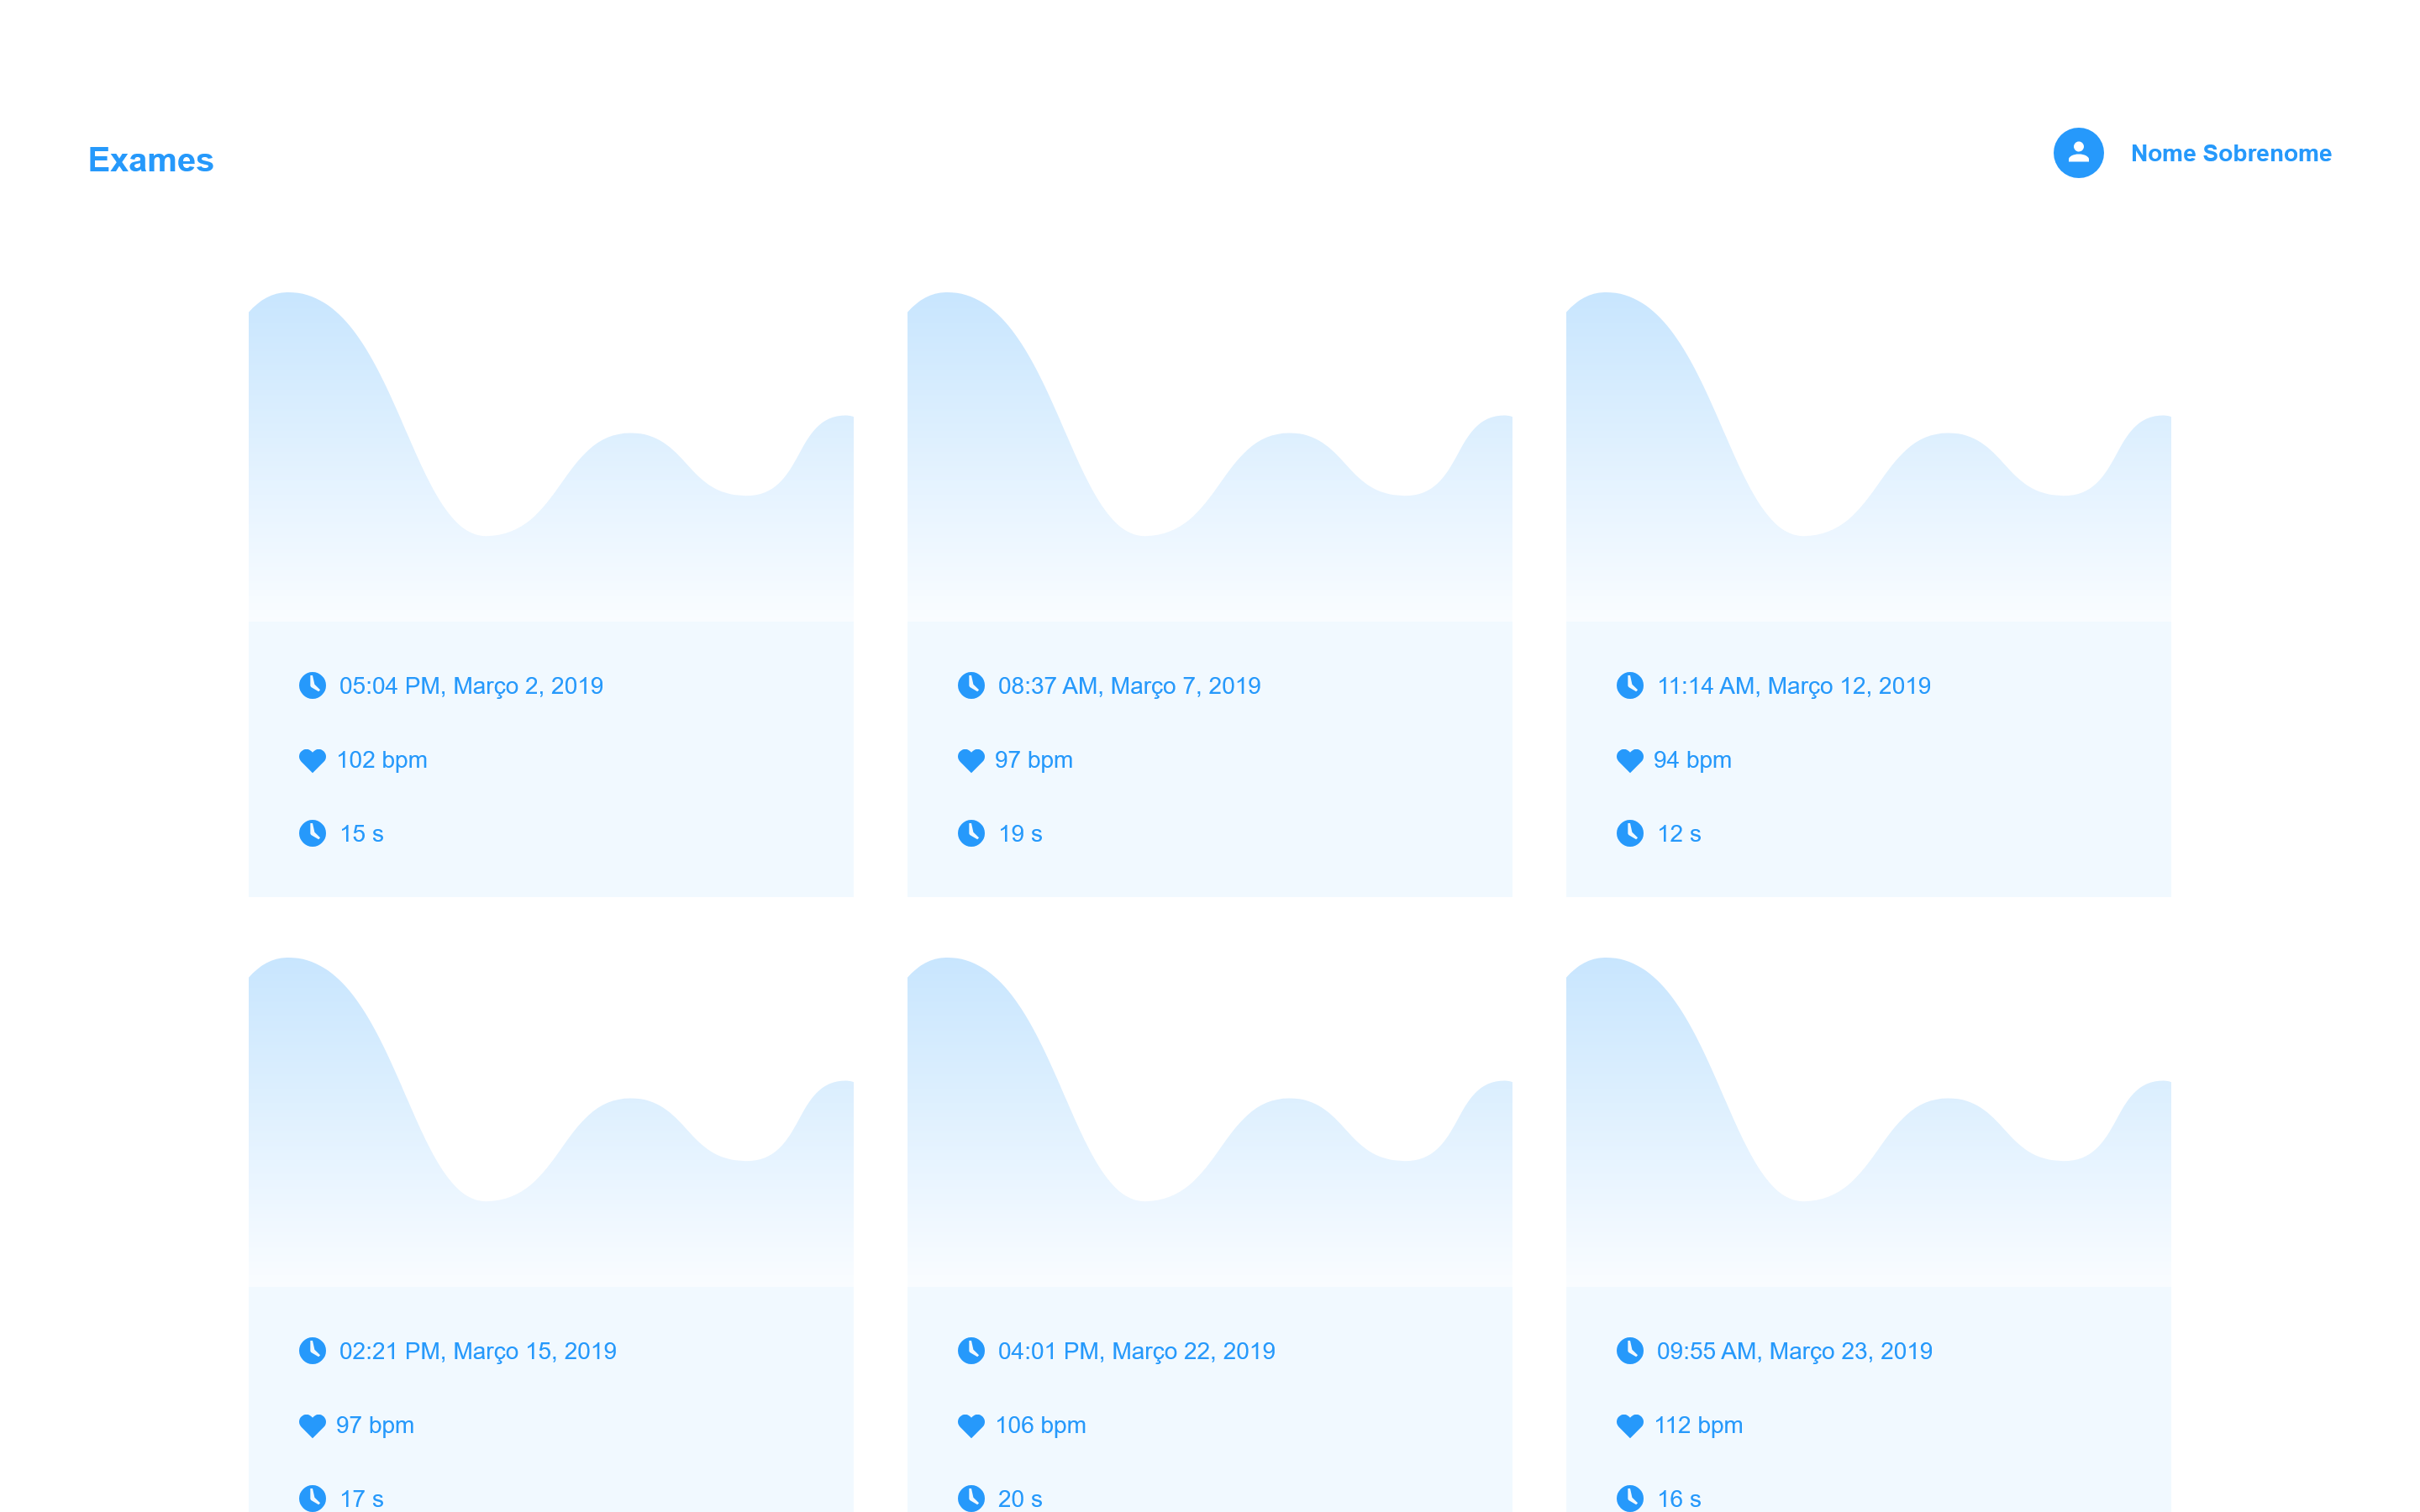 Exames
Nome Sobrenome
05:04 PM, Março 2, 2019
102 bpm
15 s
08:37 AM, Março 7, 2019
97 bpm
19 s
11:14 AM, Março 12, 2019
94 bpm
12 s
02:21 PM, Março 15, 2019
97 bpm
17 s
04:01 PM, Março 22, 2019
106 bpm
20 s
09:55 AM, Março 23, 2019
112 bpm
16 s